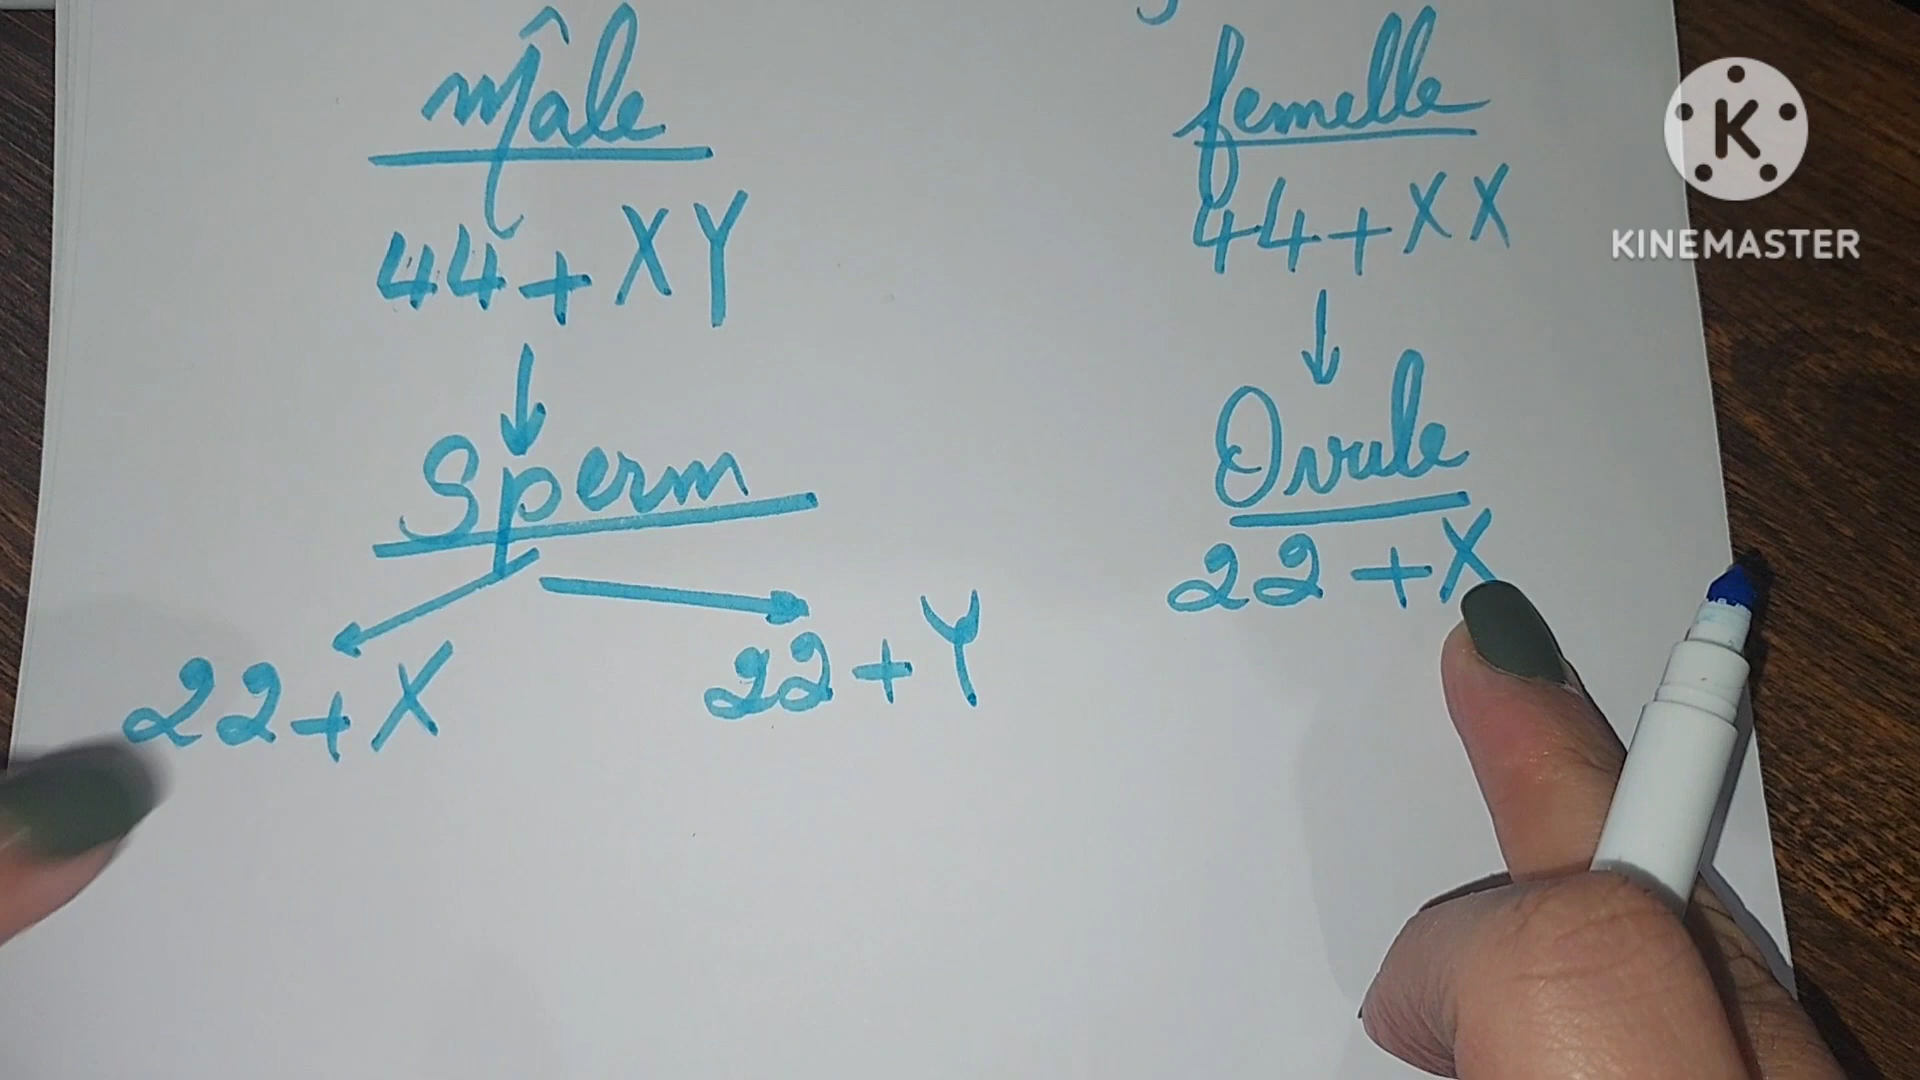 Mâle
44+XY
Sperm
22+X
22+Y
femelle
44+XX
Ovule
22+X
K
KINEMASTER